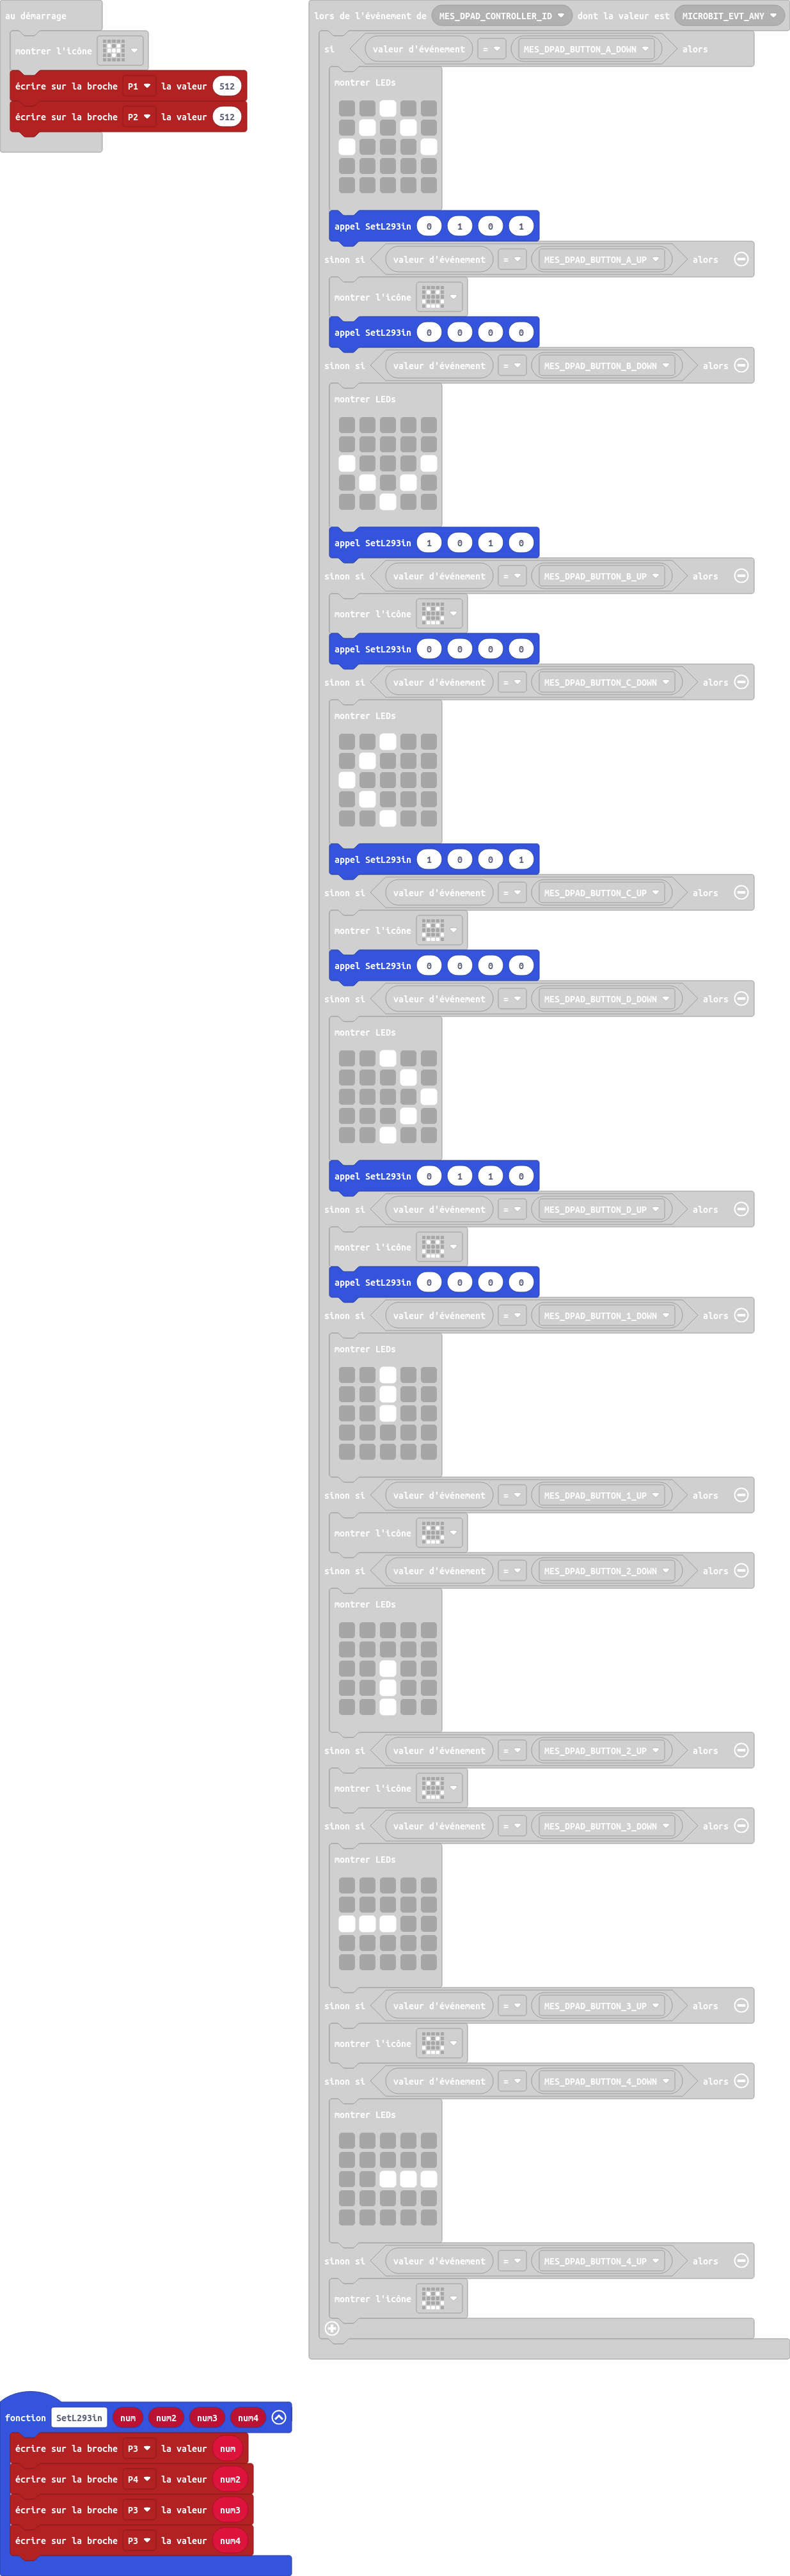 au démarrage
montrer l'icône
écrire sur la broche P1 la valeur 512
écrire sur la broche P2 la valeur 512
lors de l'événement de MES_DPAD_CONTROLLER_ID dont la valeur est MICROBIT_EVT_ANY
si valeur d'événement = MES_DPAD_BUTTON_A_DOWN alors
montrer LEDs
appel SetL293in 0 1 0 1
sinon si valeur d'événement = MES_DPAD_BUTTON_A_UP alors
montrer l'icône
appel SetL293in 0 0 0 0
sinon si valeur d'événement = MES_DPAD_BUTTON_B_DOWN alors
montrer LEDs
appel SetL293in 1 0 1 0
sinon si valeur d'événement = MES_DPAD_BUTTON_B_UP alors
montrer l'icône
appel SetL293in 0 0 0 0
sinon si valeur d'événement = MES_DPAD_BUTTON_C_DOWN alors
montrer LEDs
appel SetL293in 1 0 0 1
sinon si valeur d'événement = MES_DPAD_BUTTON_C_UP alors
montrer l'icône
appel SetL293in 0 0 0 0
sinon si valeur d'événement = MES_DPAD_BUTTON_D_DOWN alors
montrer LEDs
appel SetL293in 0 1 1 0
sinon si valeur d'événement = MES_DPAD_BUTTON_D_UP alors
montrer l'icône
appel SetL293in 0 0 0 0
sinon si valeur d'événement = MES_DPAD_BUTTON_1_DOWN alors
montrer LEDs
sinon si valeur d'événement = MES_DPAD_BUTTON_1_UP alors
montrer l'icône
sinon si valeur d'événement = MES_DPAD_BUTTON_2_DOWN alors
montrer LEDs
sinon si valeur d'événement = MES_DPAD_BUTTON_2_UP alors
montrer l'icône
sinon si valeur d'événement = MES_DPAD_BUTTON_3_DOWN alors
montrer LEDs
sinon si valeur d'événement = MES_DPAD_BUTTON_3_UP alors
montrer l'icône
sinon si valeur d'événement = MES_DPAD_BUTTON_4_DOWN alors
montrer LEDs
sinon si valeur d'événement = MES_DPAD_BUTTON_4_UP alors
montrer l'icône
fonction SetL293in num num2 num3 num4
écrire sur la broche P3 la valeur num
écrire sur la broche P4 la valeur num2
écrire sur la broche P3 la valeur num3
écrire sur la broche P3 la valeur num4